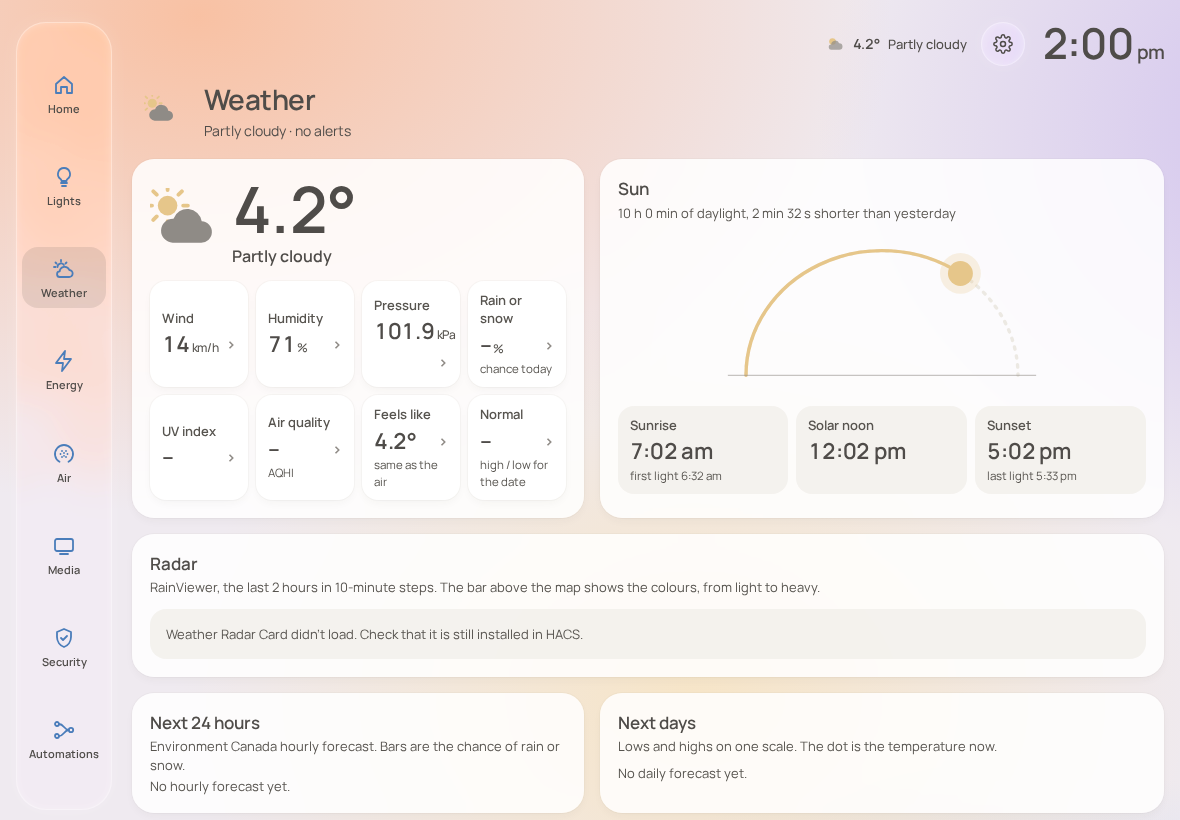 4.2° Partly cloudy
2:00 pm
Home
Lights
Weather
Energy
Air
Media
Security
Automations
Weather
Partly cloudy · no alerts
4.2°
Partly cloudy
Wind
14 km/h
Humidity
71 %
Pressure
101.9 kPa
Rain or
snow
– %
chance today
UV index
–
Air quality
–
AQHI
Feels like
4.2°
same as the
air
Normal
–
high / low for
the date
Sun
10 h 0 min of daylight, 2 min 32 s shorter than yesterday
Sunrise
7:02 am
first light 6:32 am
Solar noon
12:02 pm
Sunset
5:02 pm
last light 5:33 pm
Radar
RainViewer, the last 2 hours in 10-minute steps. The bar above the map shows the colours, from light to heavy.
Weather Radar Card didn't load. Check that it is still installed in HACS.
Next 24 hours
Environment Canada hourly forecast. Bars are the chance of rain or
snow.
No hourly forecast yet.
Next days
Lows and highs on one scale. The dot is the temperature now.
No daily forecast yet.